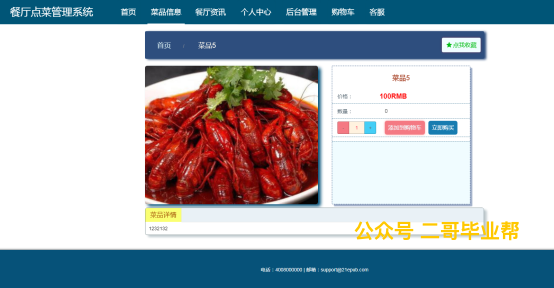 餐厅点菜管理系统 首页 菜品信息 餐厅资讯 个人中心 后台管理 购物车 客服
首页 / 菜品5 ★点我收藏
菜品5
价格： 100RMB
数量： 0
- 1 + 添加到购物车 立即购买
菜品详情
1232132
公众号 二哥毕业帮
电话：4008000000 | 邮箱：support@21epub.com